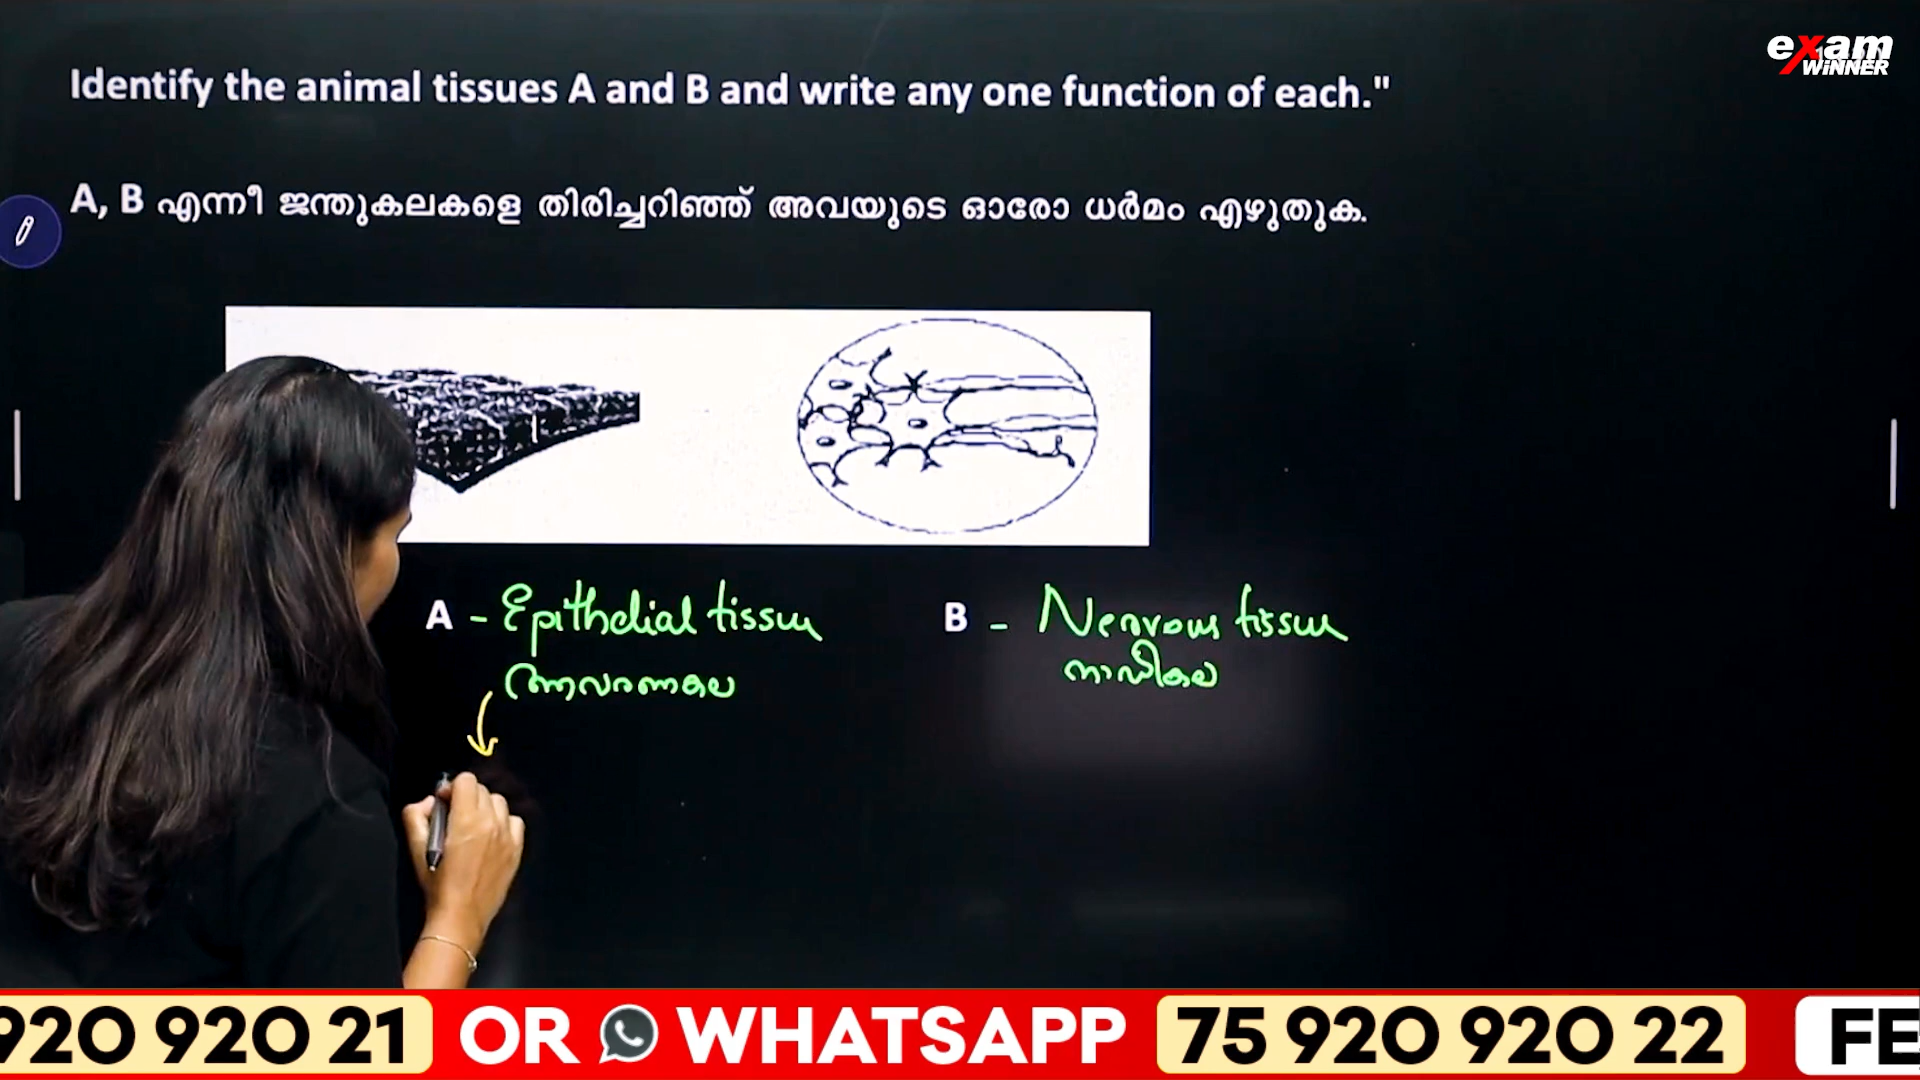 exam
WINNER
Identify the animal tissues A and B and write any one function of each."
A, B എന്നീ ജന്തുകലകളെ തിരിച്ചറിഞ്ഞ് അവയുടെ ഓരോ ധർമം എഴുതുക.
A - Epithelial tissue B - Nervous tissue
ആവരണകല നാഡീകല
920 920 21 OR WHATSAPP 75 920 920 22 FE